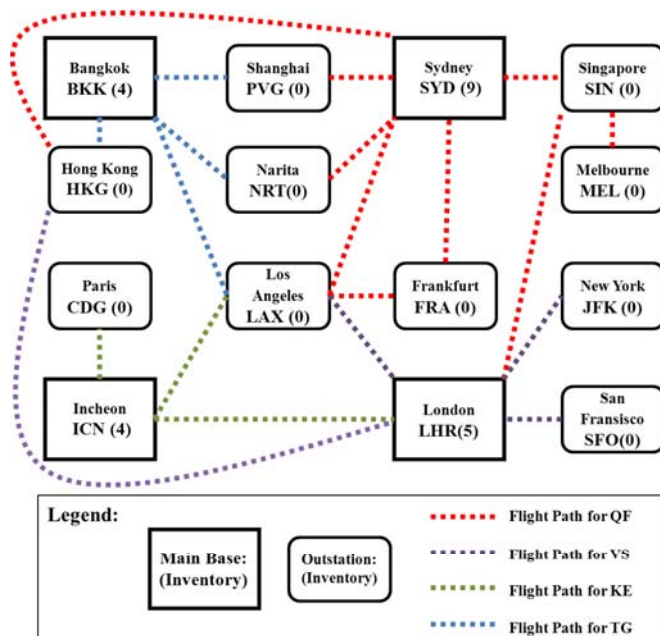 Bangkok
BKK (4)
Shanghai
PVG (0)
Sydney
SYD (9)
Singapore
SIN (0)
Hong Kong
HKG (0)
Narita
NRT(0)
Melbourne
MEL (0)
Paris
CDG (0)
Los
Angeles
LAX (0)
Frankfurt
FRA (0)
New York
JFK (0)
Incheon
ICN (4)
London
LHR(5)
San
Fransisco
SFO(0)
Legend:
Main Base:
(Inventory)
Outstation:
(Inventory)
Flight Path for QF
Flight Path for VS
Flight Path for KE
Flight Path for TG